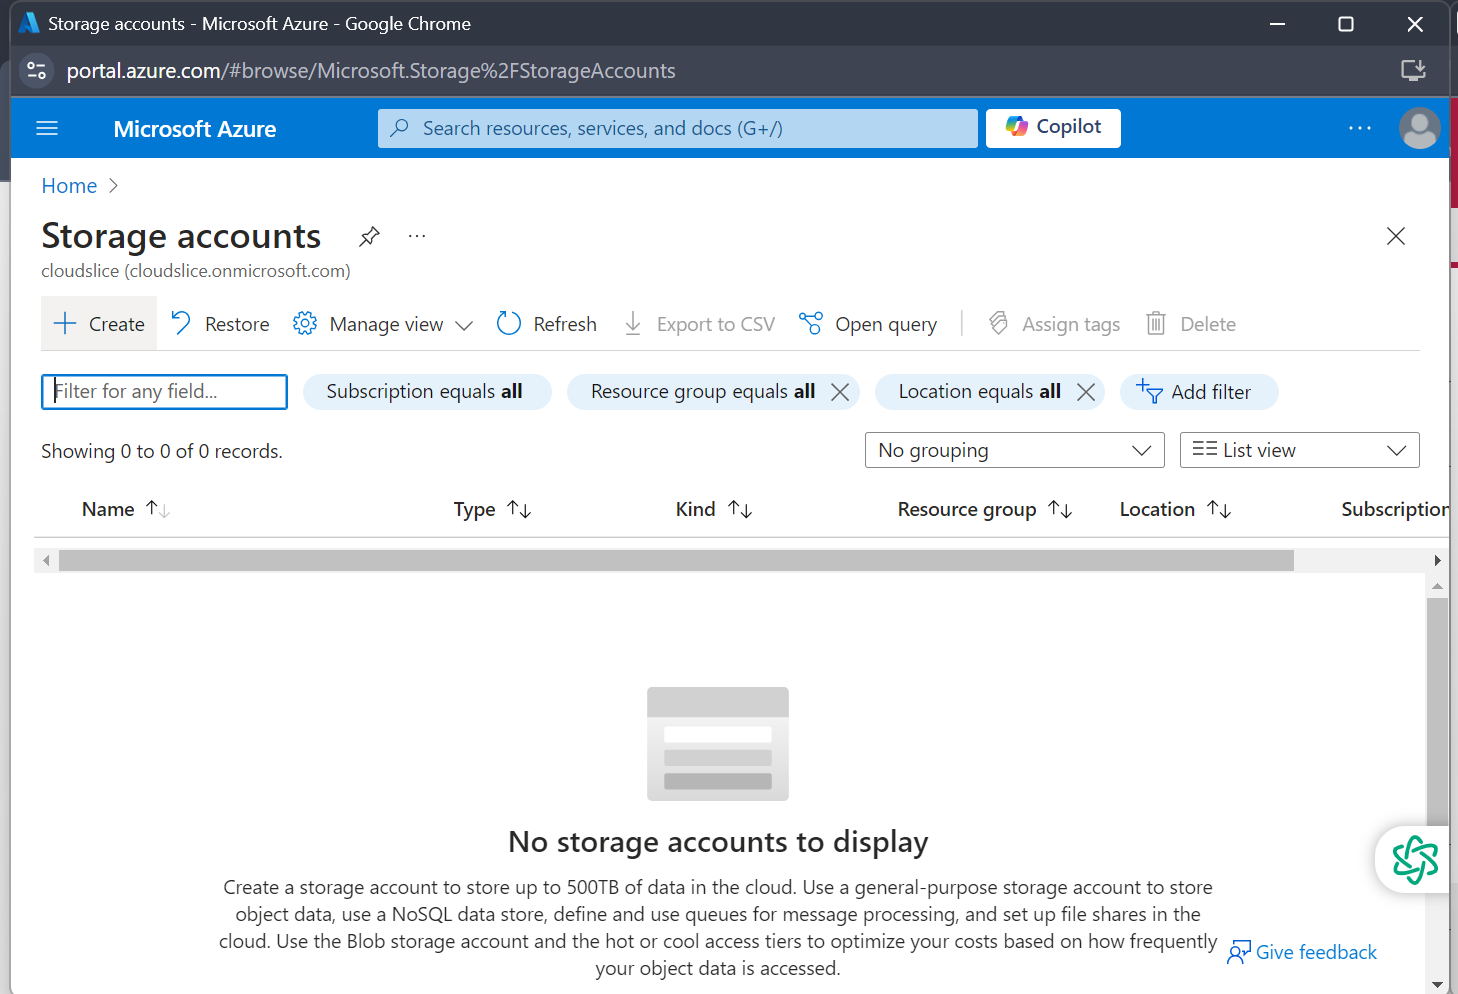 Storage accounts - Microsoft Azure - Google Chrome
portal.azure.com/#browse/Microsoft.Storage%2FStorageAccounts
Microsoft Azure
Search resources, services, and docs (G+/)
Copilot
Home
Storage accounts
cloudslice (cloudslice.onmicrosoft.com)
Create Restore Manage view Refresh Export to CSV Open query Assign tags Delete
Filter for any field... Subscription equals all Resource group equals all Location equals all Add filter
Showing 0 to 0 of 0 records. No grouping List view
Name Type Kind Resource group Location Subscription
No storage accounts to display
Create a storage account to store up to 500TB of data in the cloud. Use a general-purpose storage account to store
object data, use a NoSQL data store, define and use queues for message processing, and set up file shares in the
cloud. Use the Blob storage account and the hot or cool access tiers to optimize your costs based on how frequently
your object data is accessed.
Give feedback